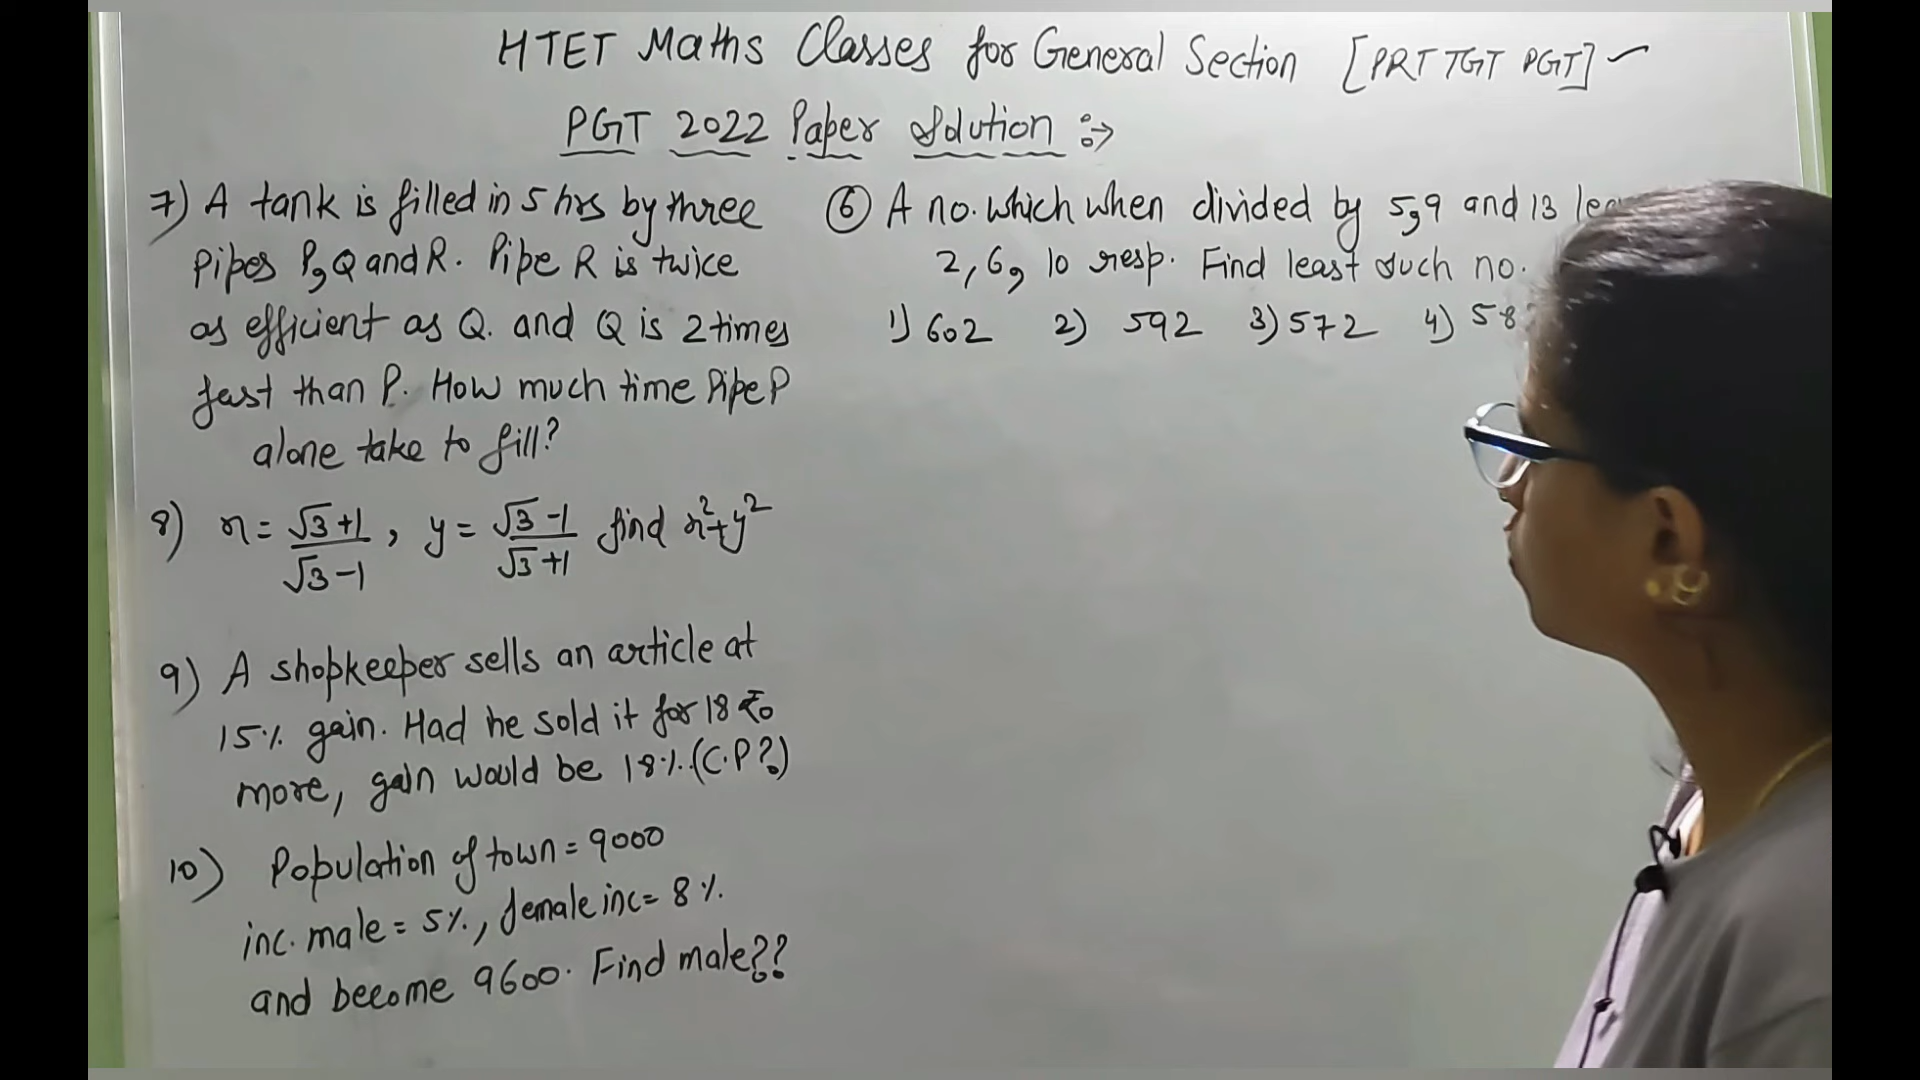 HTET Maths Classes for General Section [PRT TGT PGT]
PGT 2022 Paper Solution :->
7) A tank is filled in 5 hrs by three
Pipes P, Q and R. Pipe R is twice
as efficient as Q. and Q is 2 times
fast than P. How much time Pipe P
alone take to fill?
8) x = √3+1/√3-1, y = √3-1/√3+1 find x²+y²
9) A shopkeeper sells an article at
15% gain. Had he sold it for 18 ₹
more, gain would be 18%. (C.P?)
10) Population of town = 9000
inc. male = 5%, female inc = 8%.
and become 9600. Find male??
⑥ A no. which when divided by 5, 9 and 13
2, 6, 10 resp. Find least such no.
1) 602 2) 592 3) 572 4)